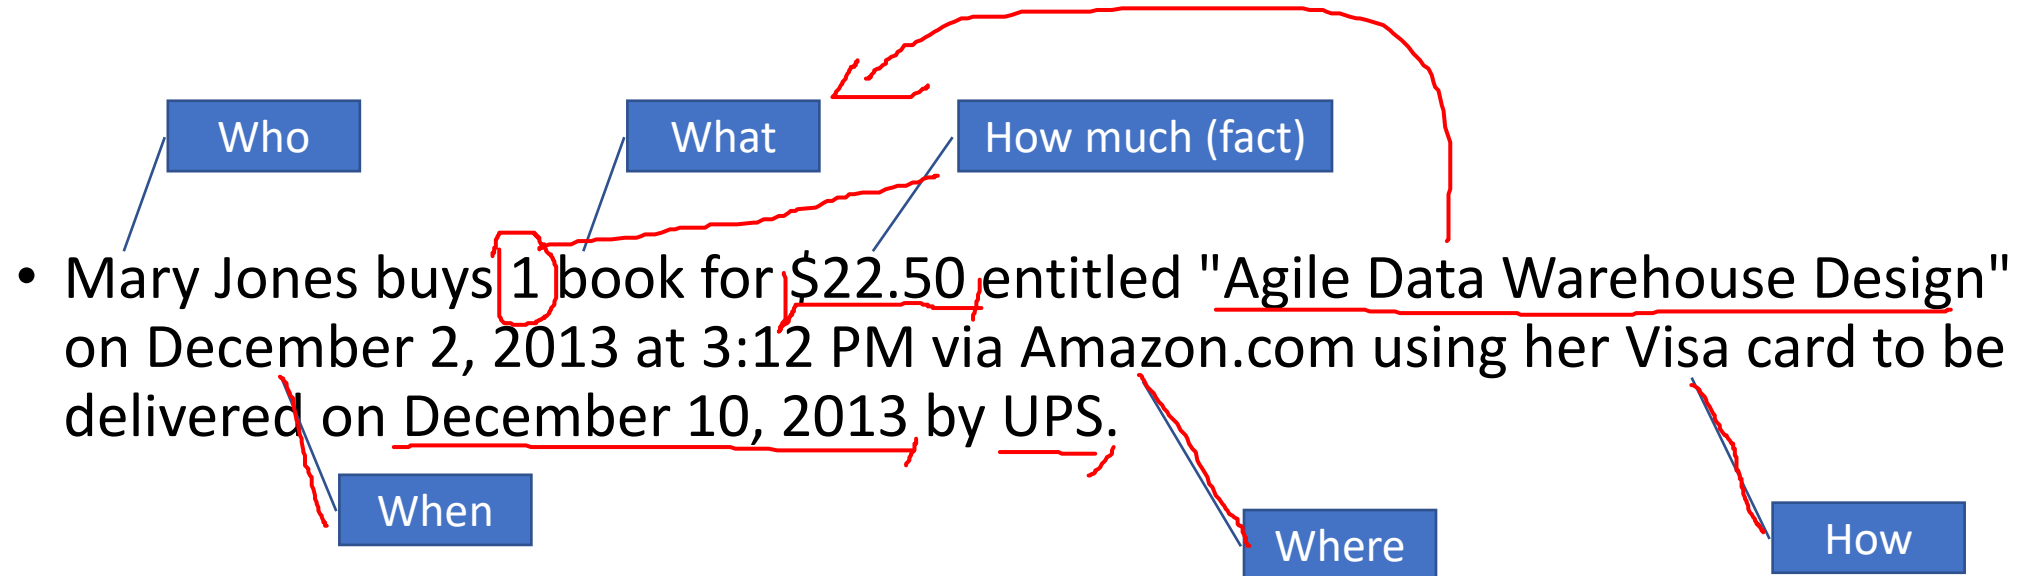 Who
What
How much (fact)
• Mary Jones buys 1 book for $22.50 entitled "Agile Data Warehouse Design"
on December 2, 2013 at 3:12 PM via Amazon.com using her Visa card to be
delivered on December 10, 2013 by UPS.
When
Where
How